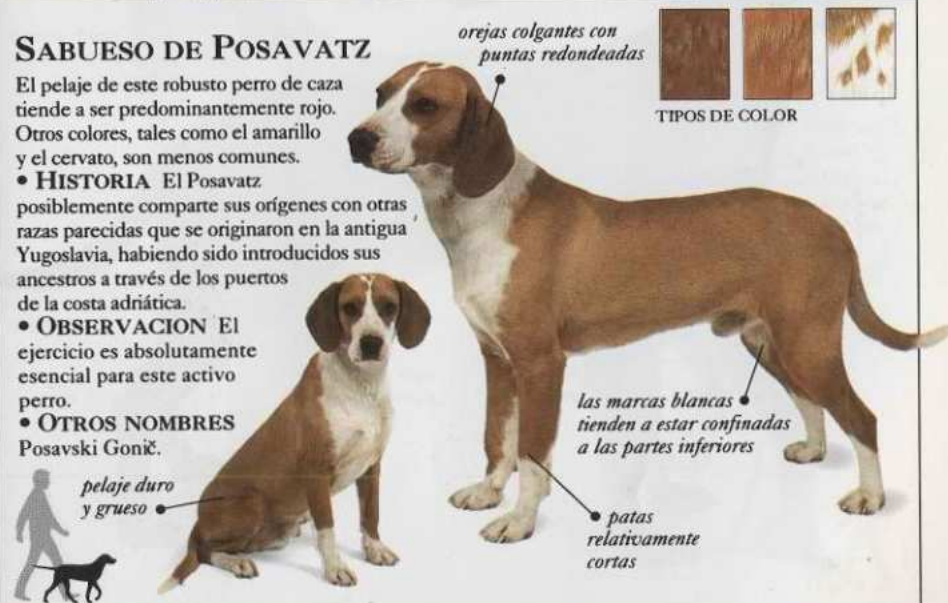 SABUESO DE POSAVATZ
El pelaje de este robusto perro de caza
tiende a ser predominantemente rojo.
Otros colores, tales como el amarillo
y el cervato, son menos comunes.
• HISTORIA El Posavatz
posiblemente comparte sus orígenes con otras
razas parecidas que se originaron en la antigua
Yugoslavia, habiendo sido introducidos sus
ancestros a través de los puertos
de la costa adriática.
• OBSERVACION El
ejercicio es absolutamente
esencial para este activo
perro.
• OTROS NOMBRES
Posavski Gonič.
orejas colgantes con
puntas redondeadas
TIPOS DE COLOR
las marcas blancas
tienden a estar confinadas
a las partes inferiores
pelaje duro
y grueso
patas
relativamente
cortas